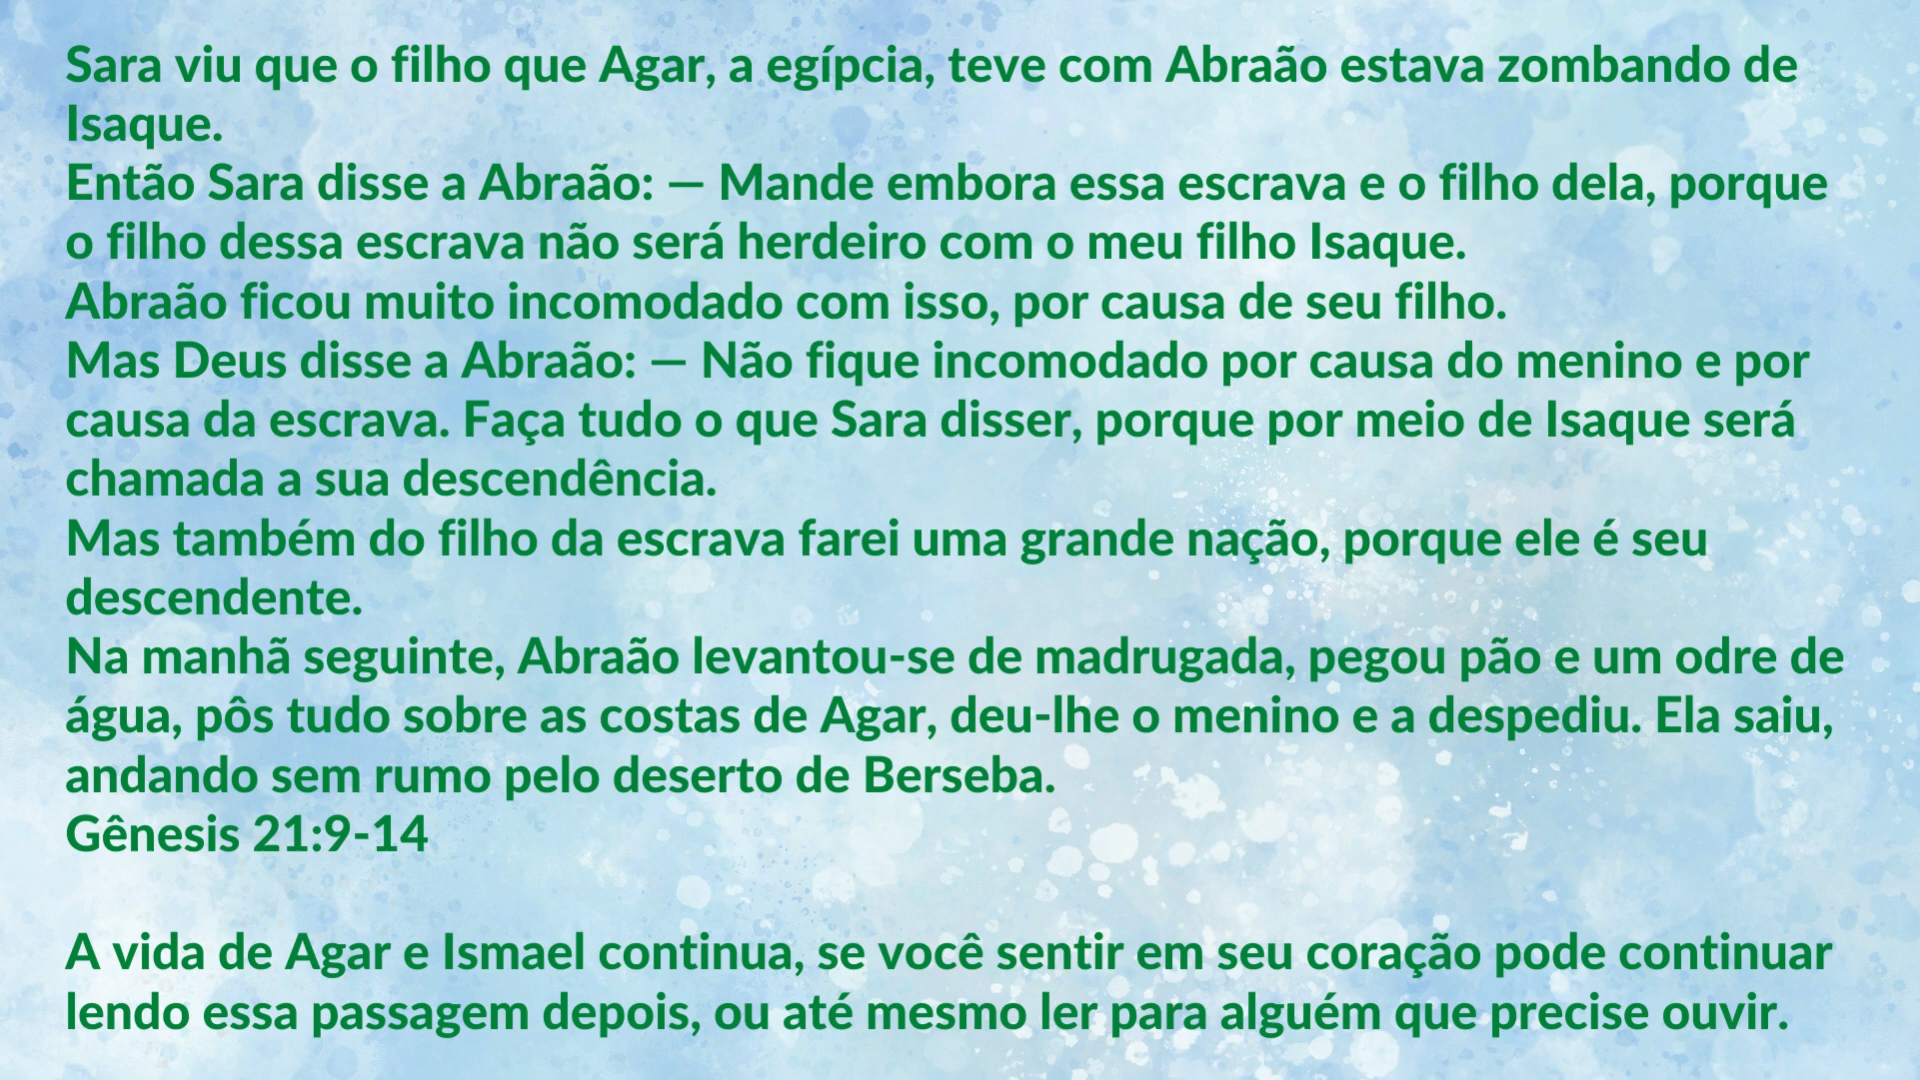 Sara viu que o filho que Agar, a egípcia, teve com Abraão estava zombando de
Isaque.
Então Sara disse a Abraão: — Mande embora essa escrava e o filho dela, porque
o filho dessa escrava não será herdeiro com o meu filho Isaque.
Abraão ficou muito incomodado com isso, por causa de seu filho.
Mas Deus disse a Abraão: — Não fique incomodado por causa do menino e por
causa da escrava. Faça tudo o que Sara disser, porque por meio de Isaque será
chamada a sua descendência.
Mas também do filho da escrava farei uma grande nação, porque ele é seu
descendente.
Na manhã seguinte, Abraão levantou-se de madrugada, pegou pão e um odre de
água, pôs tudo sobre as costas de Agar, deu-lhe o menino e a despediu. Ela saiu,
andando sem rumo pelo deserto de Berseba.
Gênesis 21:9-14
A vida de Agar e Ismael continua, se você sentir em seu coração pode continuar
lendo essa passagem depois, ou até mesmo ler para alguém que precise ouvir.